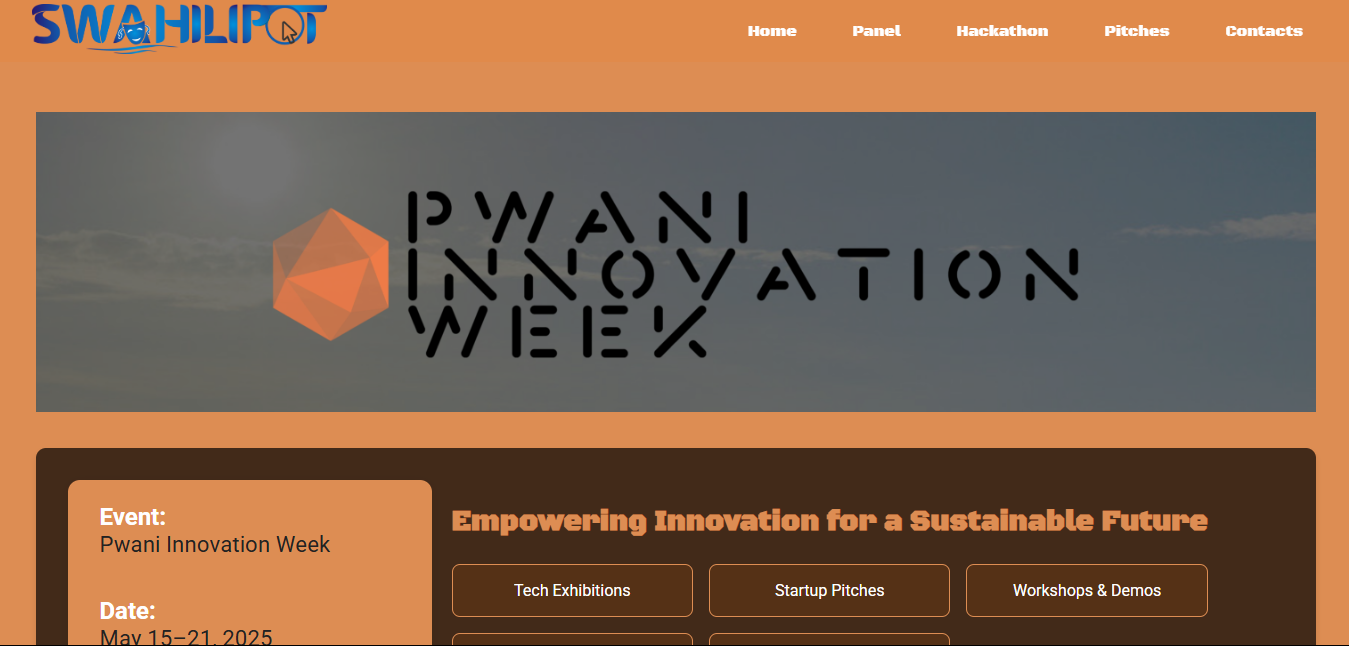 SWAHILIPOT
Home Panel Hackathon Pitches Contacts
PWANI
INNOVATION
WEEK
Event:
Pwani Innovation Week
Date:
May 15–21, 2025
Empowering Innovation for a Sustainable Future
Tech Exhibitions
Startup Pitches
Workshops & Demos